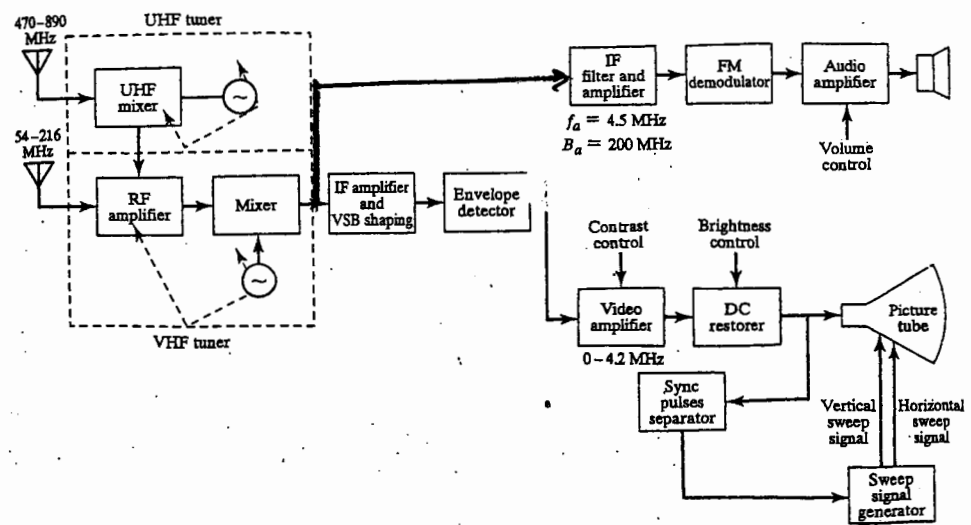 470–890
MHz
UHF tuner
UHF
mixer
~
54–216
MHz
RF
amplifier
Mixer
~
VHF tuner
IF amplifier
and
VSB shaping
Envelope
detector
IF
filter and
amplifier
fa = 4.5 MHz
Ba = 200 MHz
FM
demodulator
Audio
amplifier
Volume
control
Contrast
control
Brightness
control
Video
amplifier
0–4.2 MHz
DC
restorer
Picture
tube
Sync
pulses
separator
Vertical
sweep
signal
Horizontal
sweep
signal
Sweep
signal
generator